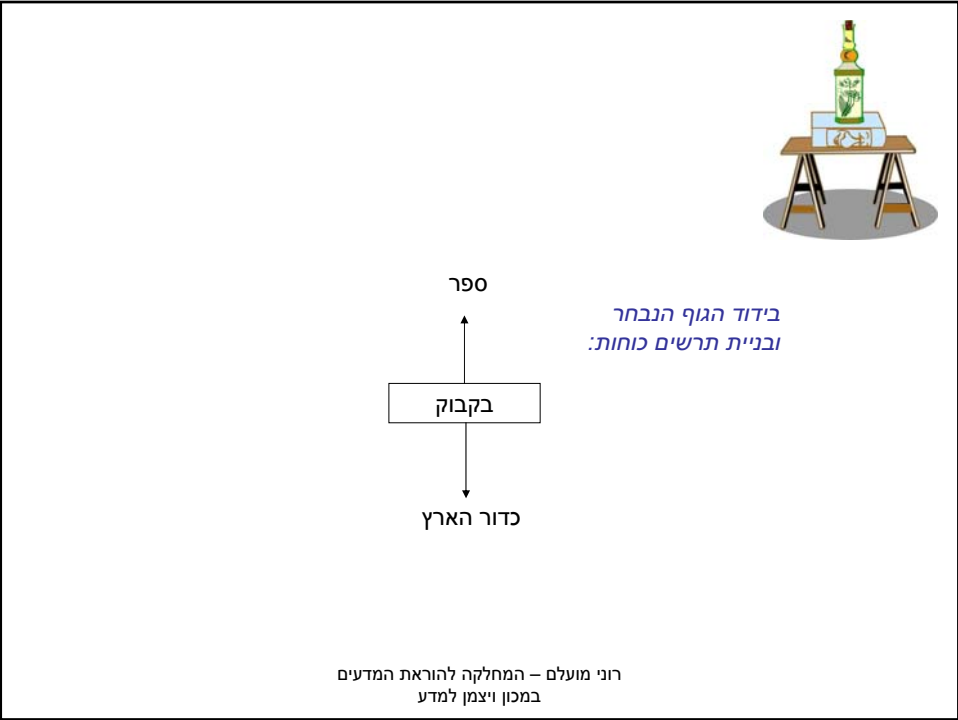 ספר
בידוד הגוף הנבחר
ובניית תרשים כוחות:
בקבוק
כדור הארץ
רוני מועלם – המחלקה להוראת המדעים
במכון ויצמן למדע